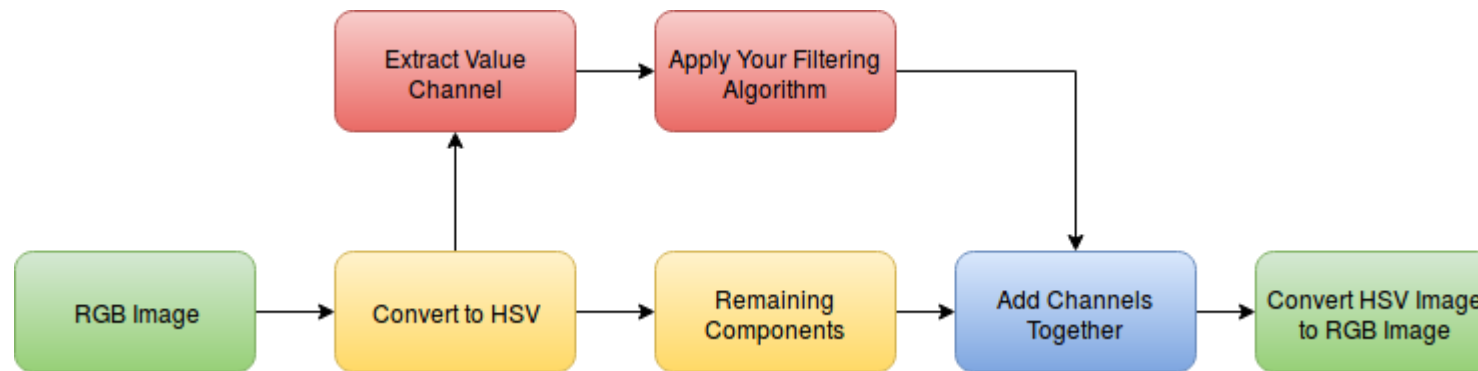 Extract Value
Channel
Apply Your Filtering
Algorithm
RGB Image
Convert to HSV
Remaining
Components
Add Channels
Together
Convert HSV Image
to RGB Image